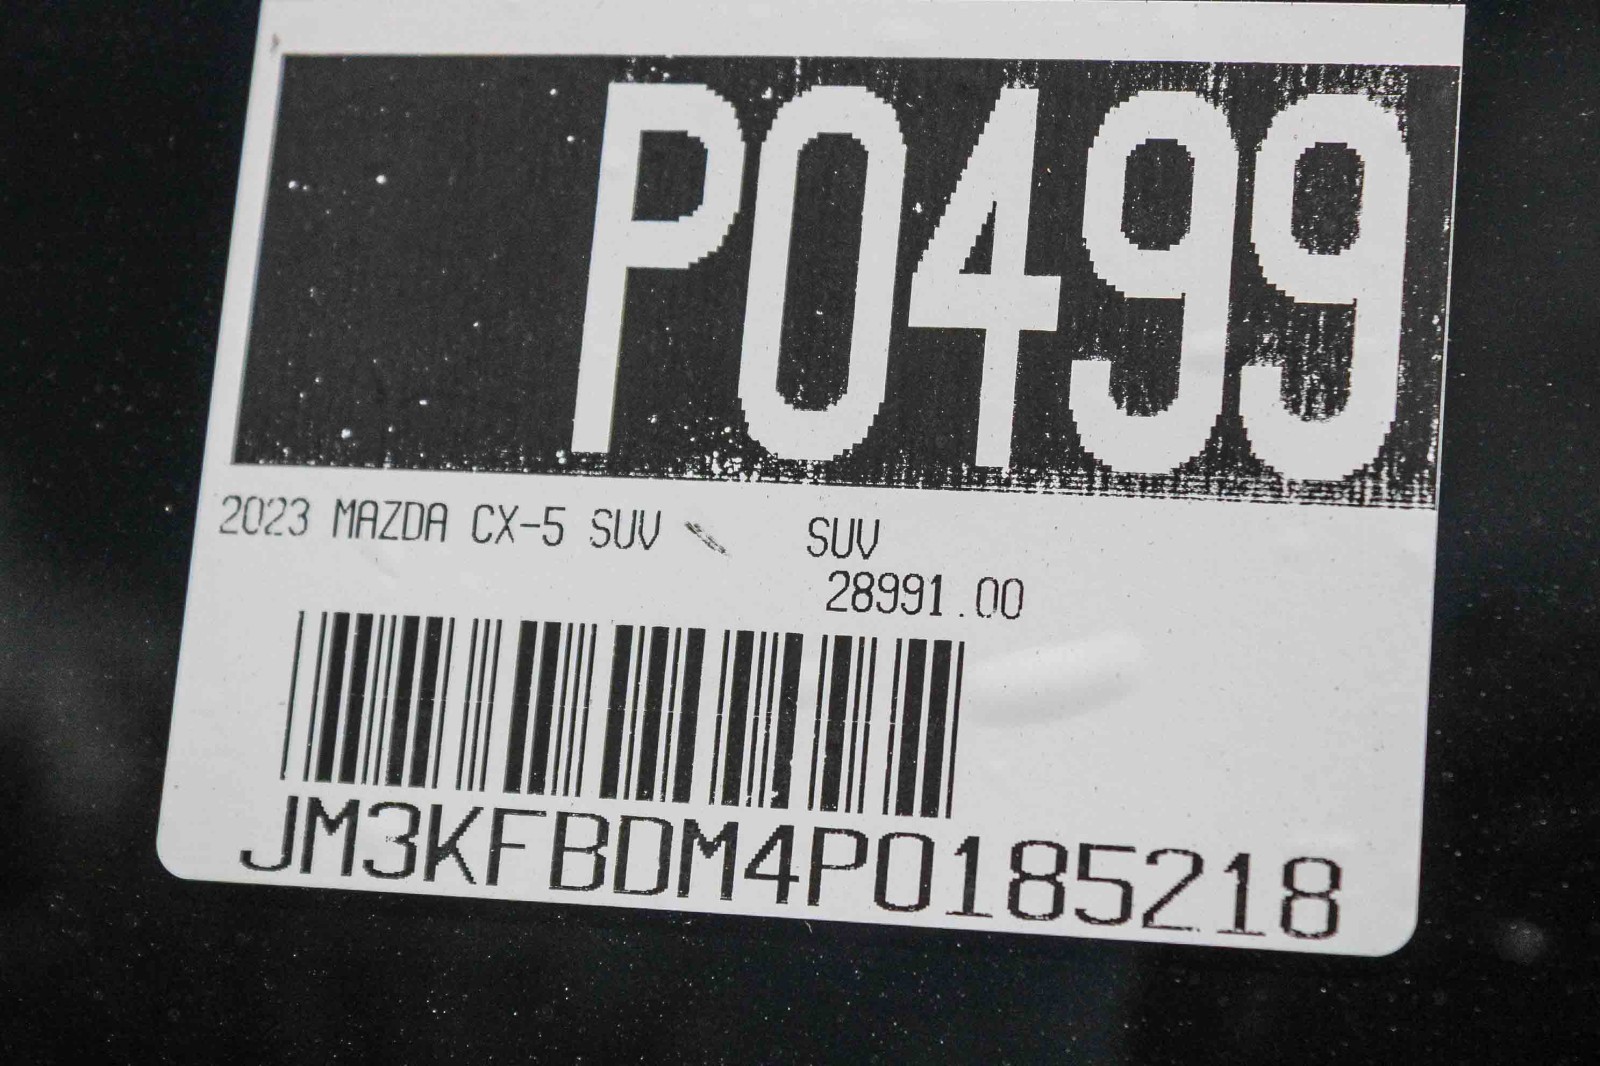 P0499
2023 MAZDA CX-5 SUV SUV
28991.00
JM3KFBDM4P0185218